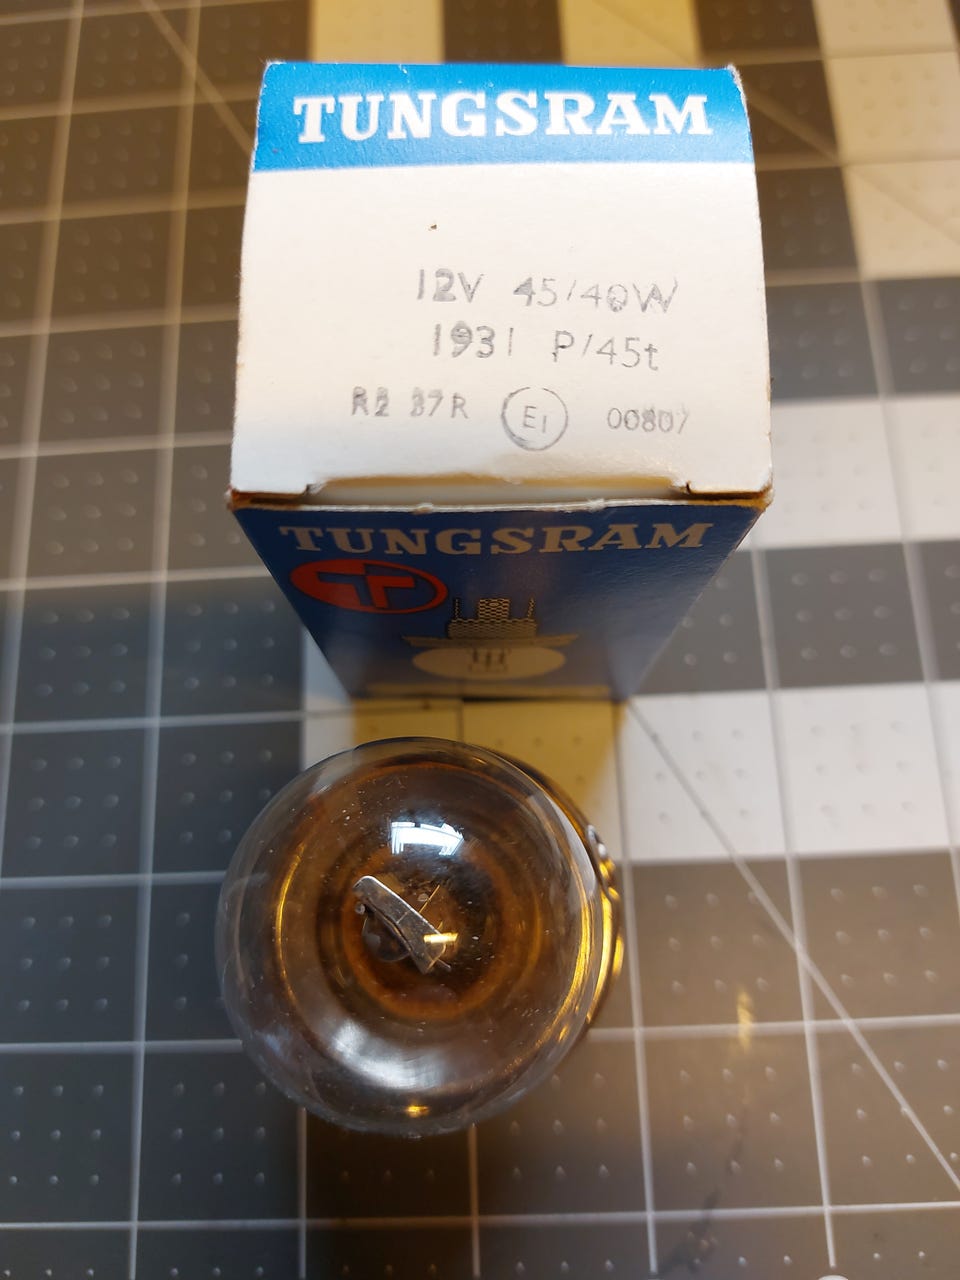 TUNGSRAM
12V 45/40W
1931 P/45t
R2 37R E1 00807
TUNGSRAM